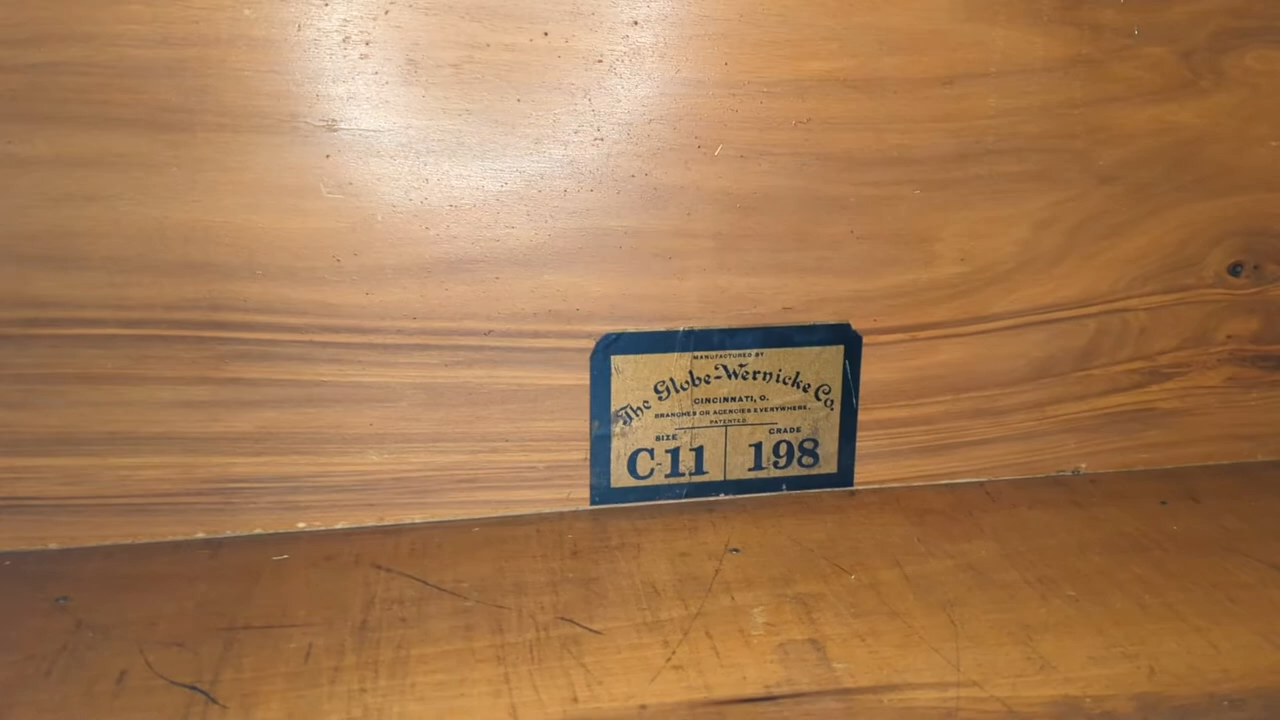 MANUFACTURED BY
The Globe-Wernicke Co.
CINCINNATI, O.
BRANCHES OR AGENCIES EVERYWHERE.
PATENTED.
SIZE GRADE
C-11 198